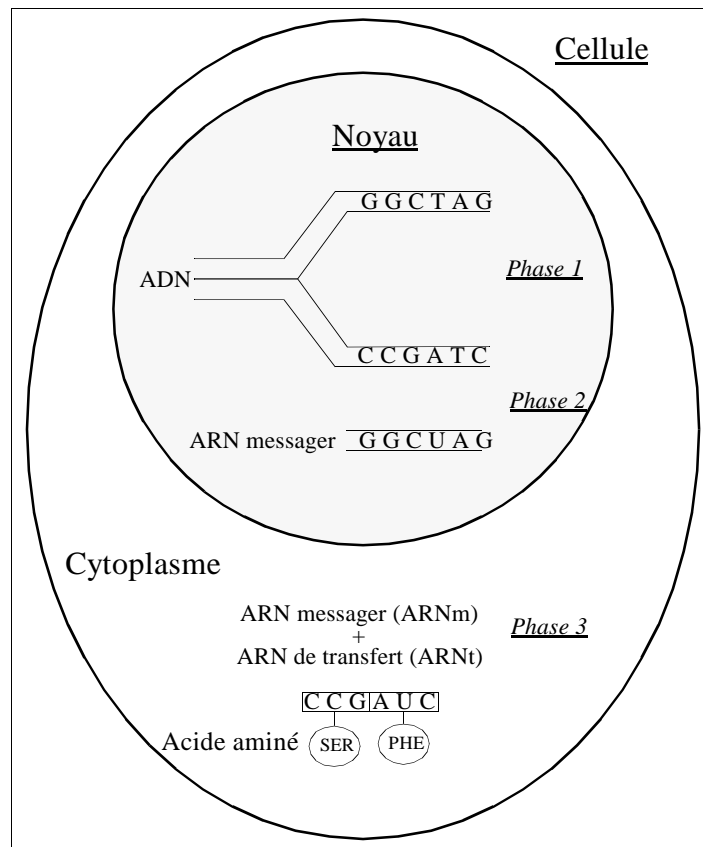 Cellule
Noyau
G G C T A G
ADN
Phase 1
C C G A T C
Phase 2
ARN messager G G C U A G
Cytoplasme
ARN messager (ARNm)
+
Phase 3
ARN de transfert (ARNt)
C C G A U C
Acide aminé SER PHE